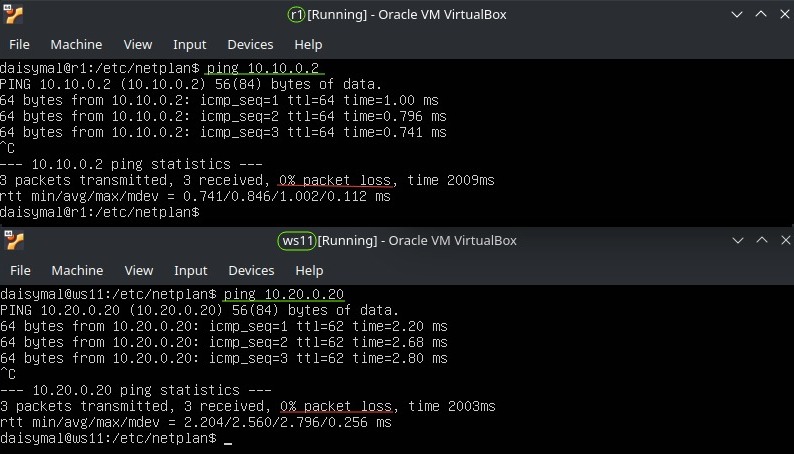 r1 [Running] - Oracle VM VirtualBox
File Machine View Input Devices Help
daisymal@r1:/etc/netplan$ ping 10.10.0.2
PING 10.10.0.2 (10.10.0.2) 56(84) bytes of data.
64 bytes from 10.10.0.2: icmp_seq=1 ttl=64 time=1.00 ms
64 bytes from 10.10.0.2: icmp_seq=2 ttl=64 time=0.796 ms
64 bytes from 10.10.0.2: icmp_seq=3 ttl=64 time=0.741 ms
^C
--- 10.10.0.2 ping statistics ---
3 packets transmitted, 3 received, 0% packet loss, time 2009ms
rtt min/avg/max/mdev = 0.741/0.846/1.002/0.112 ms
daisymal@r1:/etc/netplan$
ws11 [Running] - Oracle VM VirtualBox
File Machine View Input Devices Help
daisymal@ws11:/etc/netplan$ ping 10.20.0.20
PING 10.20.0.20 (10.20.0.20) 56(84) bytes of data.
64 bytes from 10.20.0.20: icmp_seq=1 ttl=62 time=2.20 ms
64 bytes from 10.20.0.20: icmp_seq=2 ttl=62 time=2.68 ms
64 bytes from 10.20.0.20: icmp_seq=3 ttl=62 time=2.80 ms
^C
--- 10.20.0.20 ping statistics ---
3 packets transmitted, 3 received, 0% packet loss, time 2003ms
rtt min/avg/max/mdev = 2.204/2.560/2.796/0.256 ms
daisymal@ws11:/etc/netplan$ _